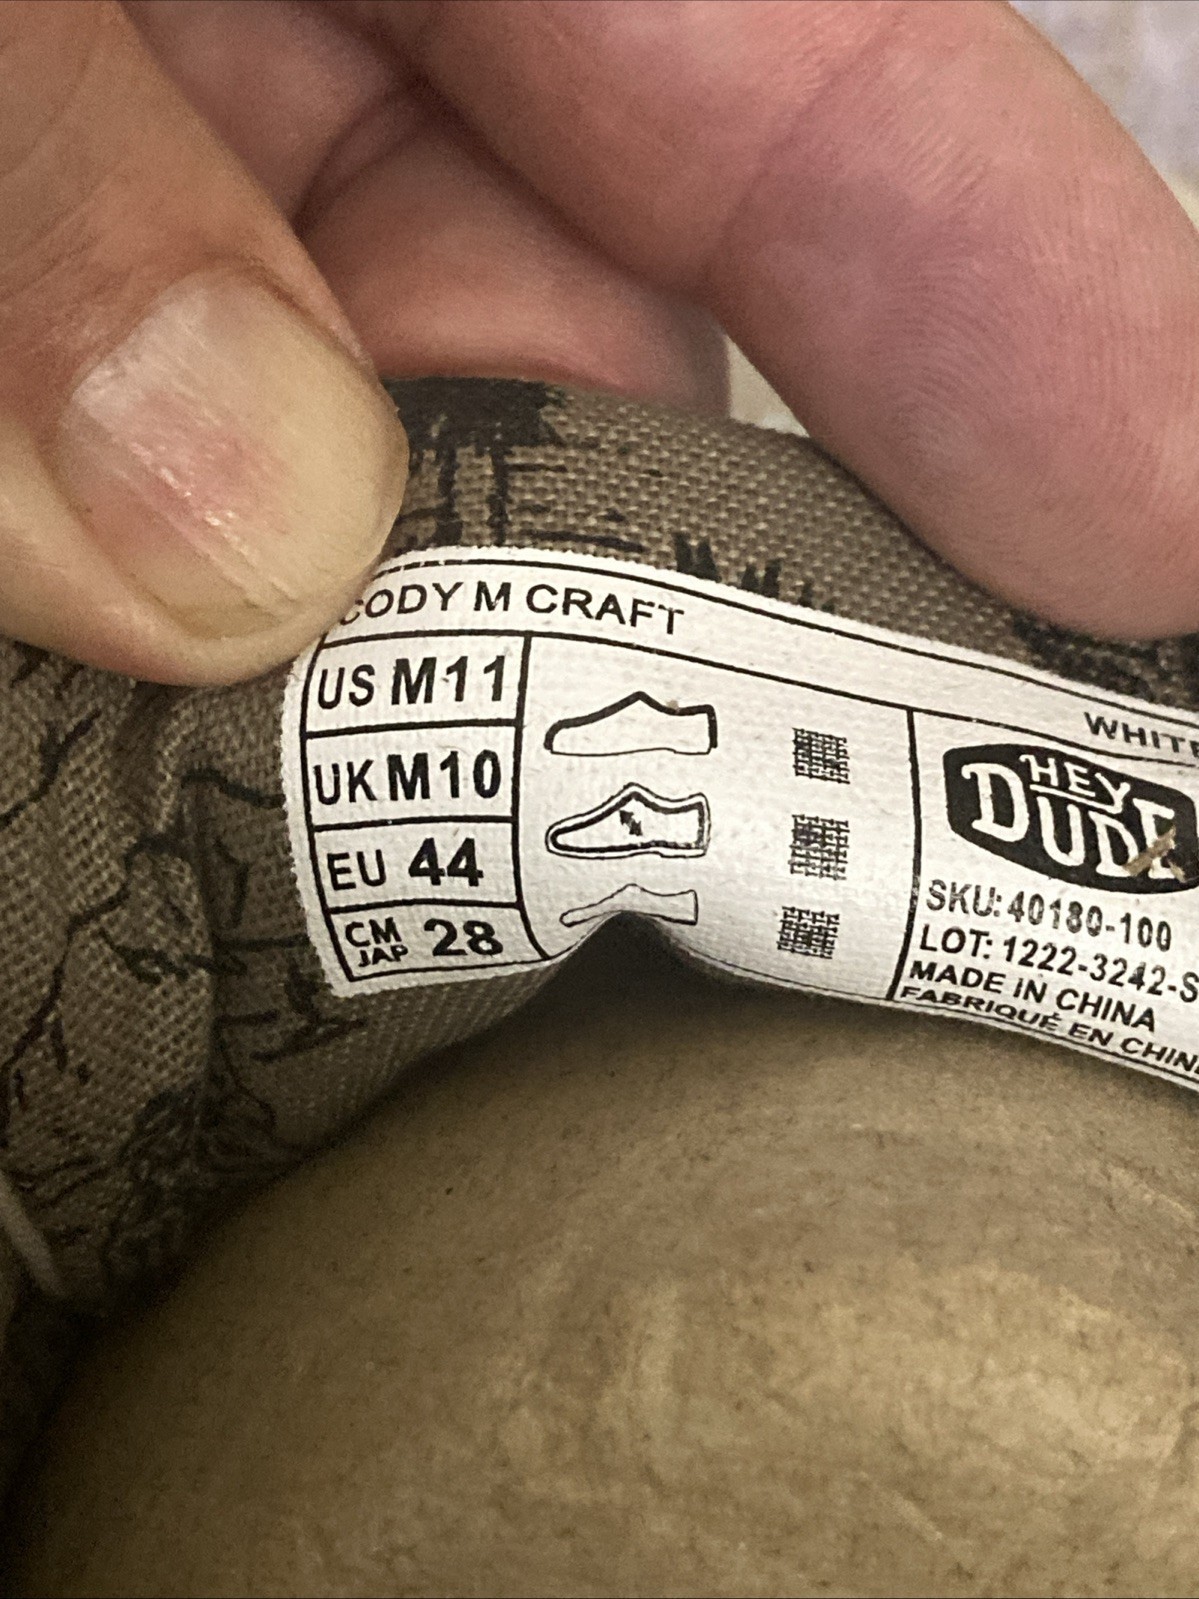 CODY M CRAFT
WHITE
US M11
UK M10
EU 44
CM JAP 28
HEY
DUDE
SKU: 40180-100
LOT: 1222-3242-S
MADE IN CHINA
FABRIQUÉ EN CHINE